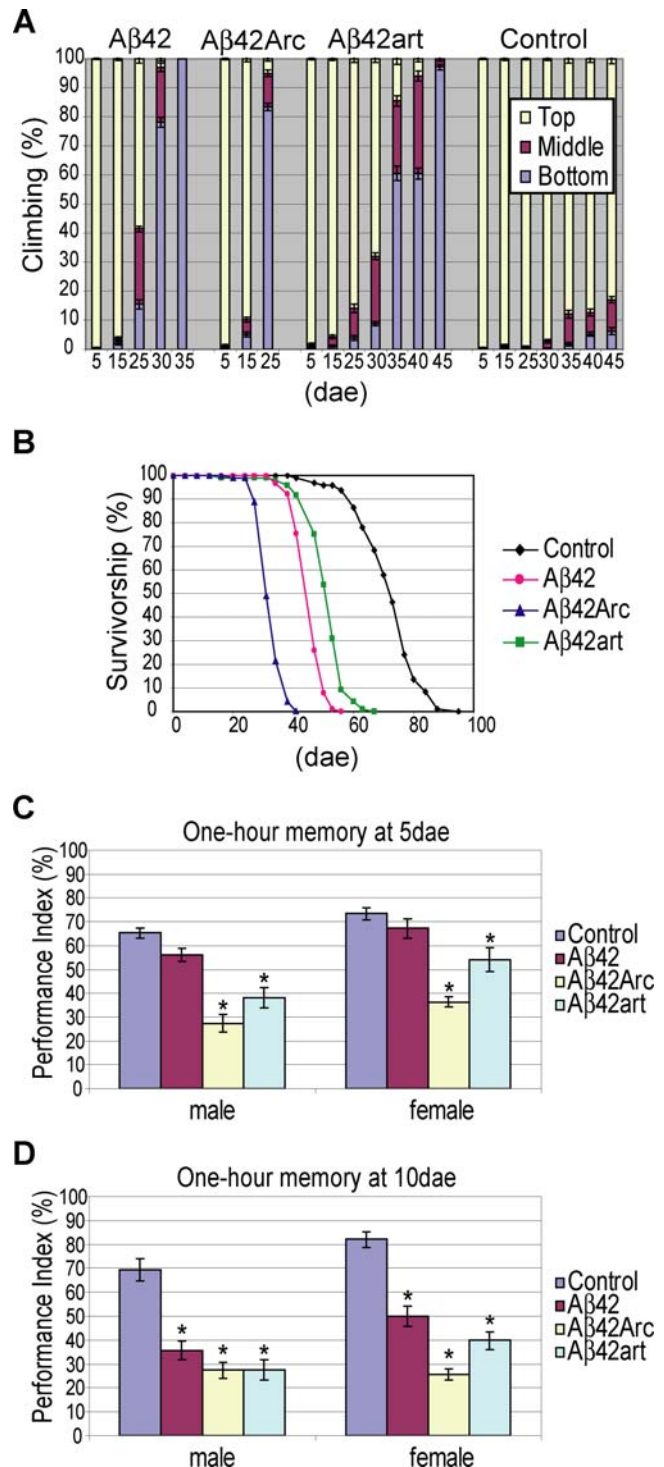 A
Aβ42 Aβ42Arc Aβ42art Control
Climbing (%)
100
90
80
70
60
50
40
30
20
10
0
Top
Middle
Bottom
5 15 25 30 35 5 15 25 5 15 25 30 35 40 45 5 15 25 30 35 40 45
(dae)
B
Survivorship (%)
100
90
80
70
60
50
40
30
20
10
0
0 20 40 60 80 100
(dae)
Control
Aβ42
Aβ42Arc
Aβ42art
C
One-hour memory at 5dae
Performance Index (%)
100
90
80
70
60
50
40
30
20
10
0
* * * *
male female
Control
Aβ42
Aβ42Arc
Aβ42art
D
One-hour memory at 10dae
Performance Index (%)
100
90
80
70
60
50
40
30
20
10
0
* * * * * *
male female
Control
Aβ42
Aβ42Arc
Aβ42art